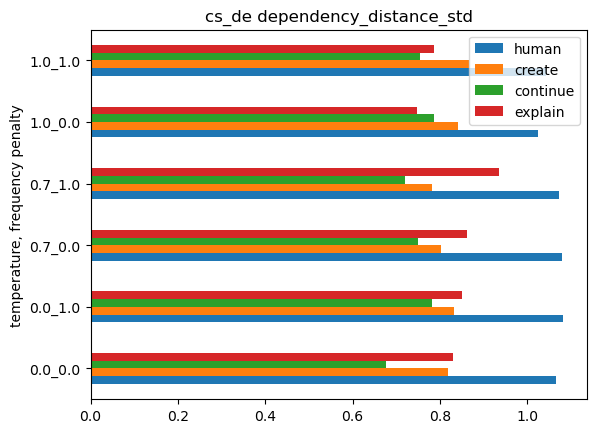 cs_de dependency_distance_std
human
create
continue
explain
temperature, frequency penalty
1.0_1.0
1.0_0.0
0.7_1.0
0.7_0.0
0.0_1.0
0.0_0.0
0.0 0.2 0.4 0.6 0.8 1.0